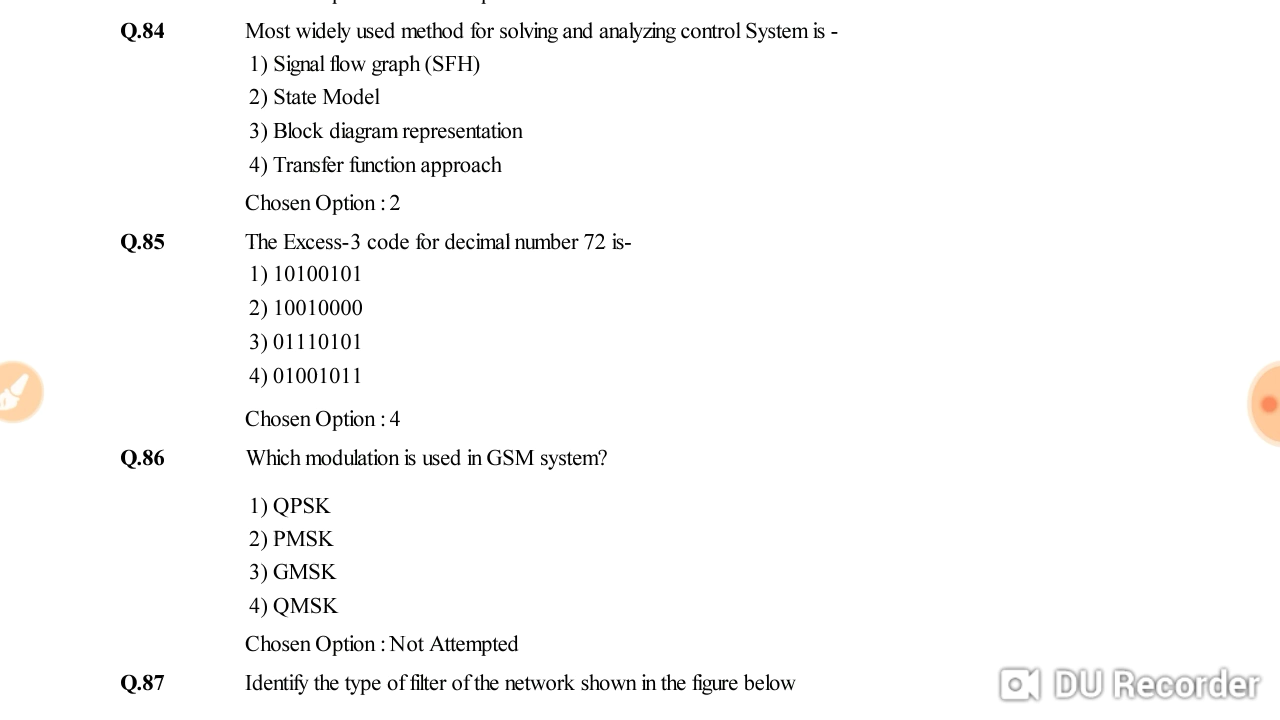 Q.84 Most widely used method for solving and analyzing control System is -
1) Signal flow graph (SFH)
2) State Model
3) Block diagram representation
4) Transfer function approach
Chosen Option : 2
Q.85 The Excess-3 code for decimal number 72 is-
1) 10100101
2) 10010000
3) 01110101
4) 01001011
Chosen Option : 4
Q.86 Which modulation is used in GSM system?
1) QPSK
2) PMSK
3) GMSK
4) QMSK
Chosen Option : Not Attempted
Q.87 Identify the type of filter of the network shown in the figure below
DU Recorder